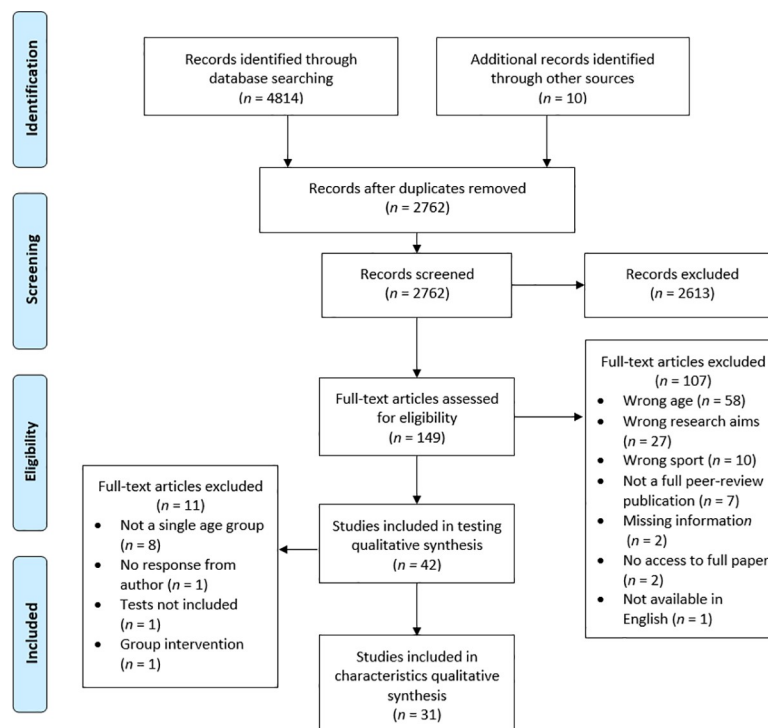 Identification
Records identified through
database searching
(n = 4814)
Additional records identified
through other sources
(n = 10)
Records after duplicates removed
(n = 2762)
Screening
Records screened
(n = 2762)
Records excluded
(n = 2613)
Eligibility
Full-text articles assessed
for eligibility
(n = 149)
Full-text articles excluded
(n = 107)
• Wrong age (n = 58)
• Wrong research aims
(n = 27)
• Wrong sport (n = 10)
• Not a full peer-review
publication (n = 7)
• Missing information
(n = 2)
• No access to full paper
(n = 2)
• Not available in
English (n = 1)
Full-text articles excluded
(n = 11)
• Not a single age group
(n = 8)
• No response from
author (n = 1)
• Tests not included
(n = 1)
• Group intervention
(n = 1)
Studies included in testing
qualitative synthesis
(n = 42)
Included
Studies included in
characteristics qualitative
synthesis
(n = 31)